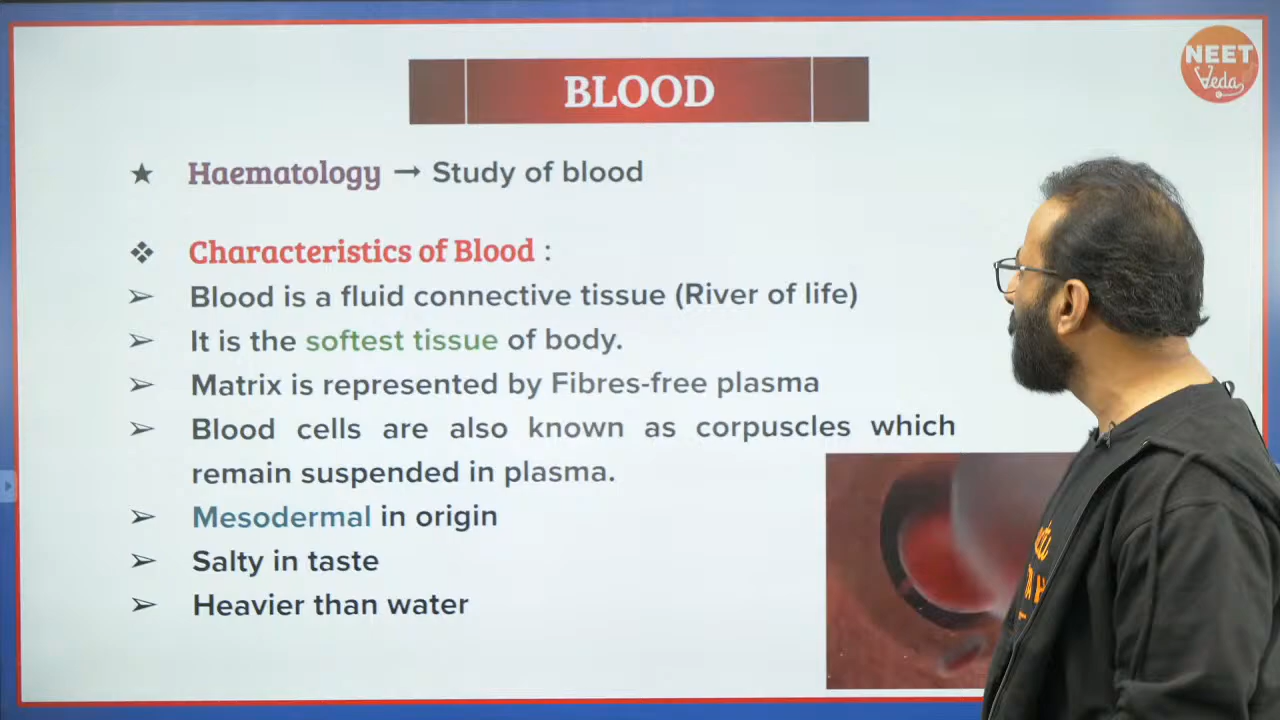 BLOOD
NEET
Veda
★ Haematology → Study of blood
❖ Characteristics of Blood :
➢ Blood is a fluid connective tissue (River of life)
➢ It is the softest tissue of body.
➢ Matrix is represented by Fibres-free plasma
➢ Blood cells are also known as corpuscles which
remain suspended in plasma.
➢ Mesodermal in origin
➢ Salty in taste
➢ Heavier than water